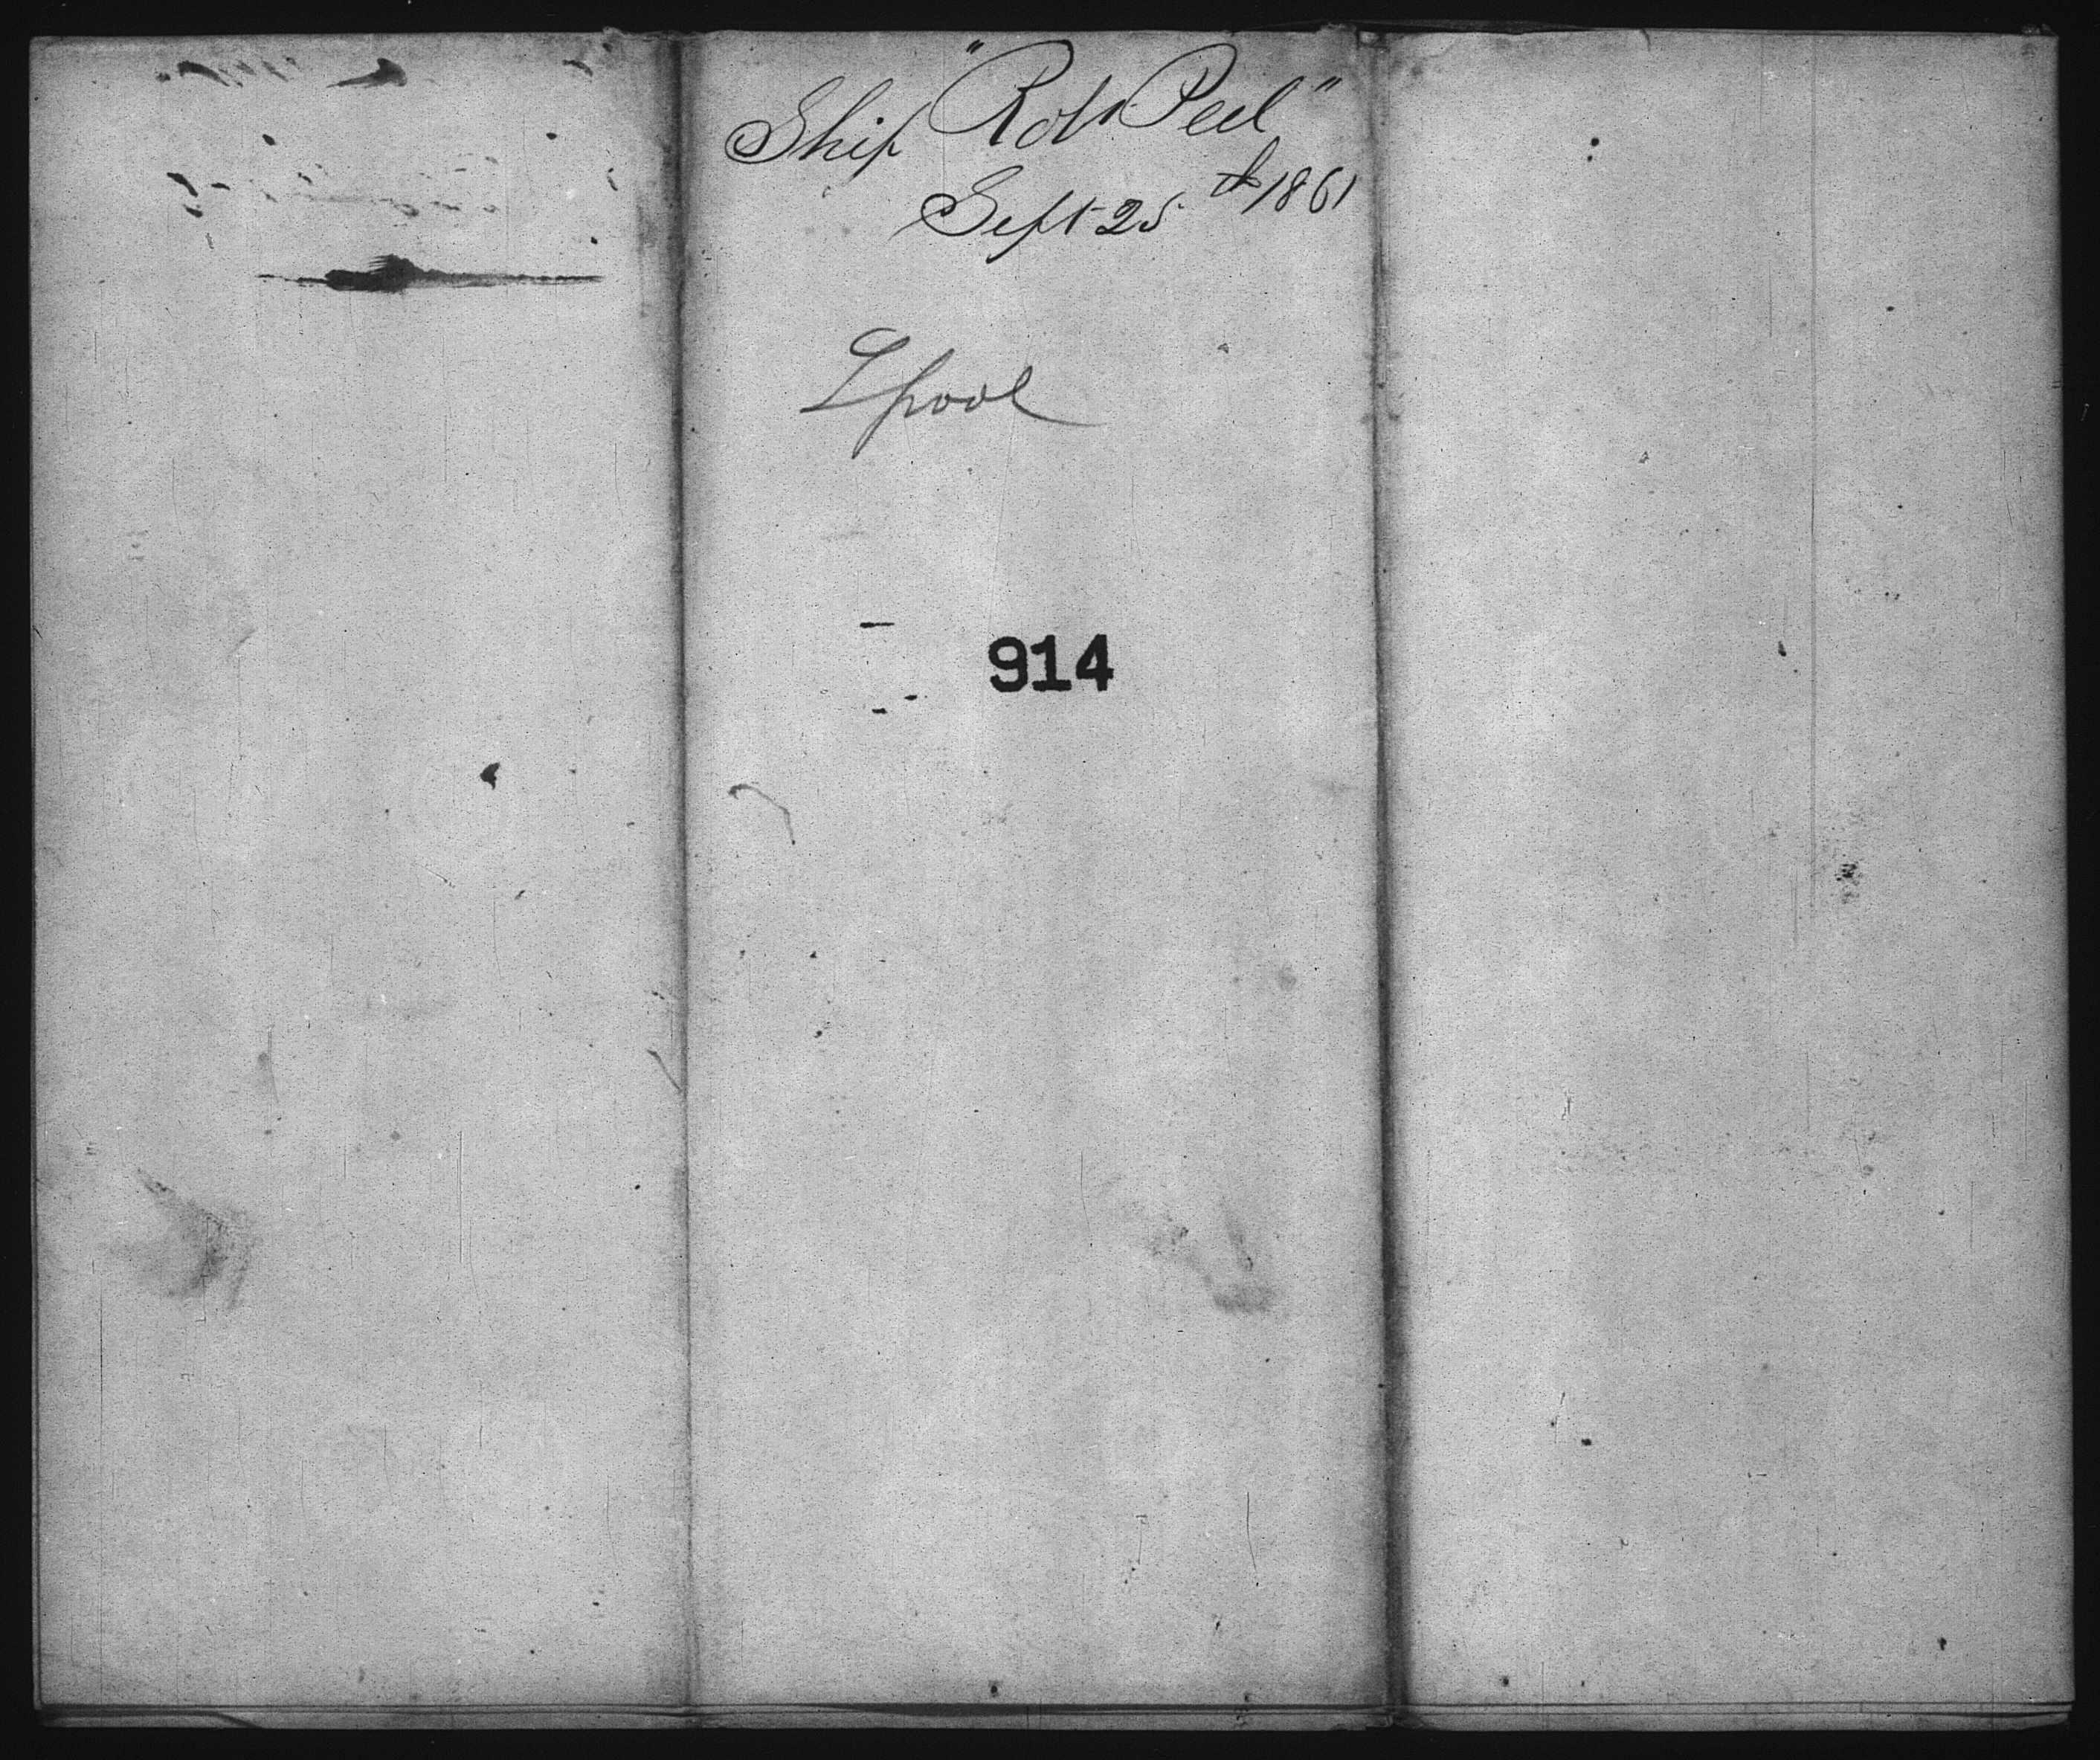 Ship "Robt Peel"
Sept 25th 1861
Lpool
914